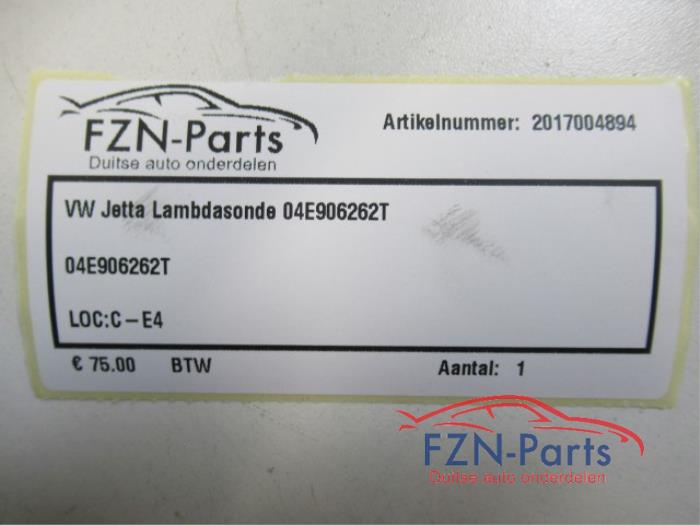 FZN-Parts
Duitse auto onderdelen
Artikelnummer: 2017004894
VW Jetta Lambdasonde 04E906262T
04E906262T
LOC:C-E4
€ 75.00 BTW Aantal: 1
FZN-Parts
Duitse auto onderdelen